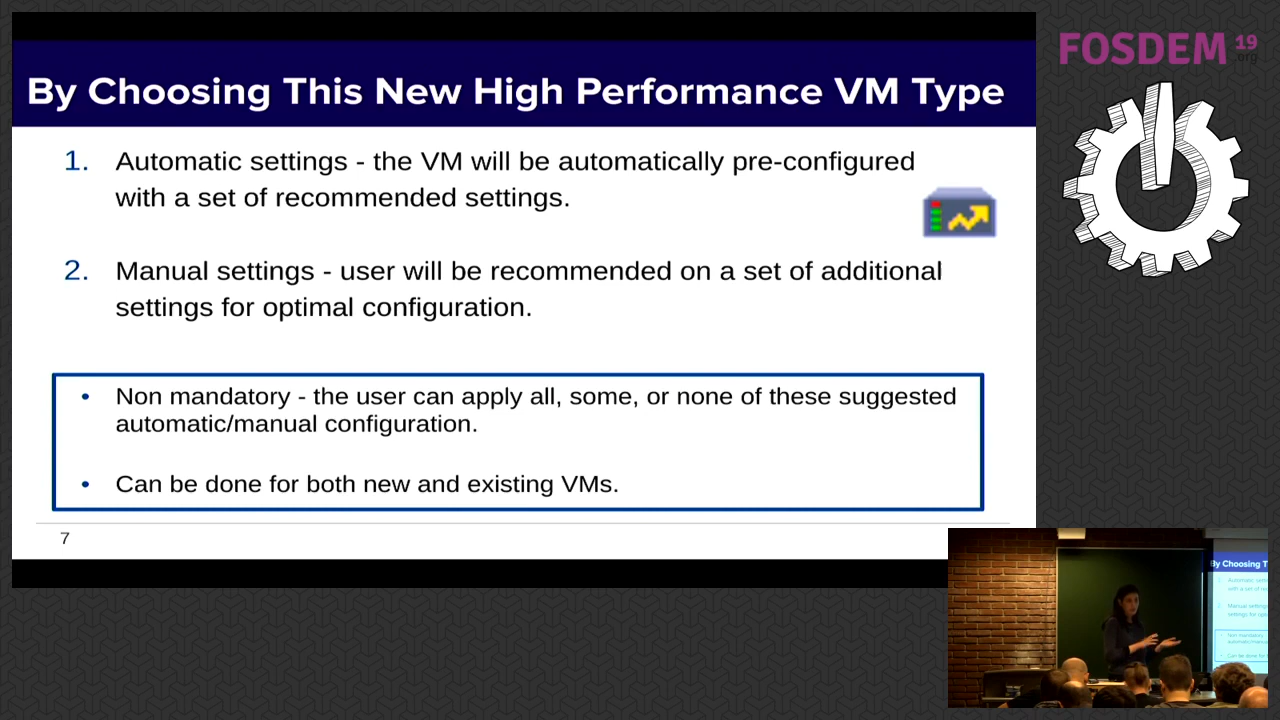 By Choosing This New High Performance VM Type
1. Automatic settings - the VM will be automatically pre-configured
with a set of recommended settings.
2. Manual settings - user will be recommended on a set of additional
settings for optimal configuration.
• Non mandatory - the user can apply all, some, or none of these suggested
automatic/manual configuration.
• Can be done for both new and existing VMs.
7
FOSDEM 19
.org
By Choosing T